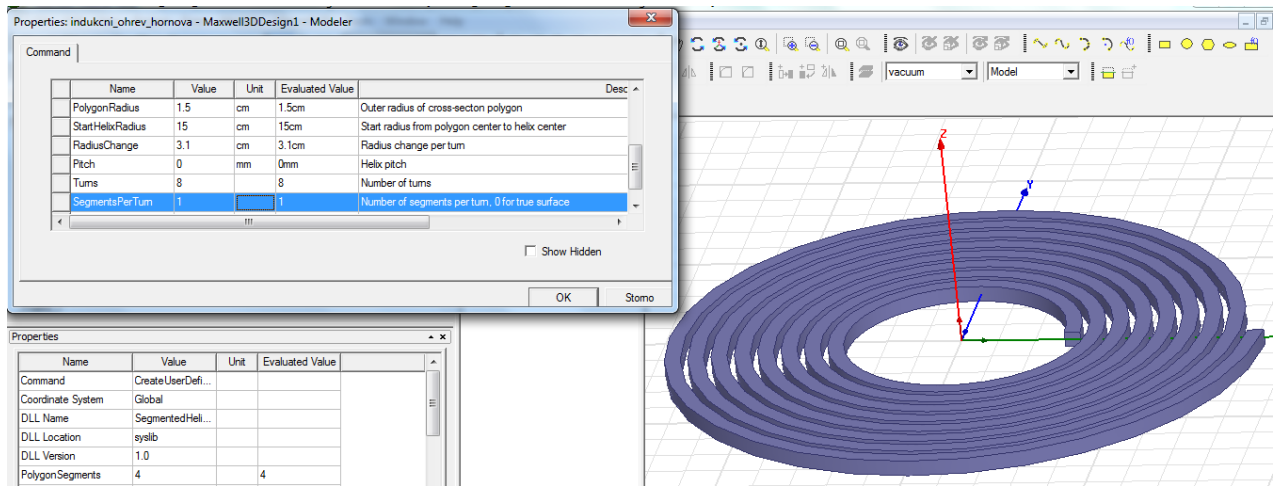 Properties: indukcni_ohrev_hornova - Maxwell3DDesign1 - Modeler
Command
Name Value Unit Evaluated Value Desc
PolygonRadius 1.5 cm 1.5cm Outer radius of cross-secton polygon
StartHelixRadius 15 cm 15cm Start radius from polygon center to helix center
RadiusChange 3.1 cm 3.1cm Radius change per turn
Pitch 0 mm 0mm Helix pitch
Turns 8 8 Number of turns
SegmentsPerTurn 1 1 Number of segments per turn, 0 for true surface
Show Hidden
OK Storno
vacuum Model
Z
Y
Properties
Name Value Unit Evaluated Value
Command CreateUserDefi...
Coordinate System Global
DLL Name SegmentedHeli...
DLL Location syslib
DLL Version 1.0
PolygonSegments 4 4